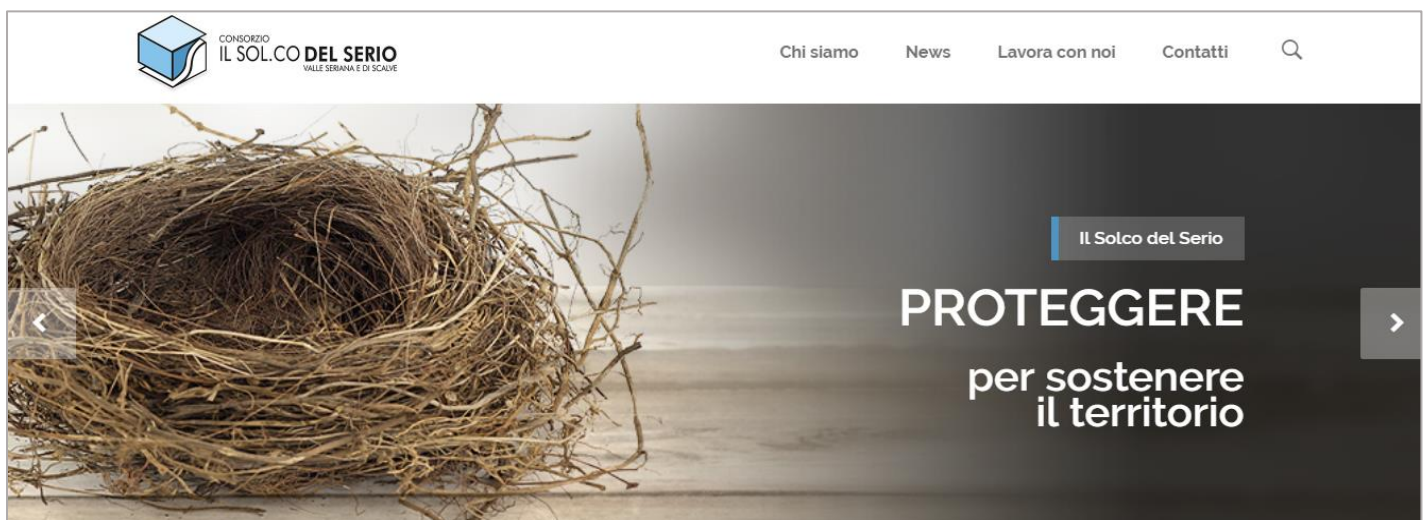 CONSORZIO
IL SOL.CO DEL SERIO
VALLE SERIANA E DI SCALVE
Chi siamo News Lavora con noi Contatti
Il Solco del Serio
PROTEGGERE
per sostenere
il territorio